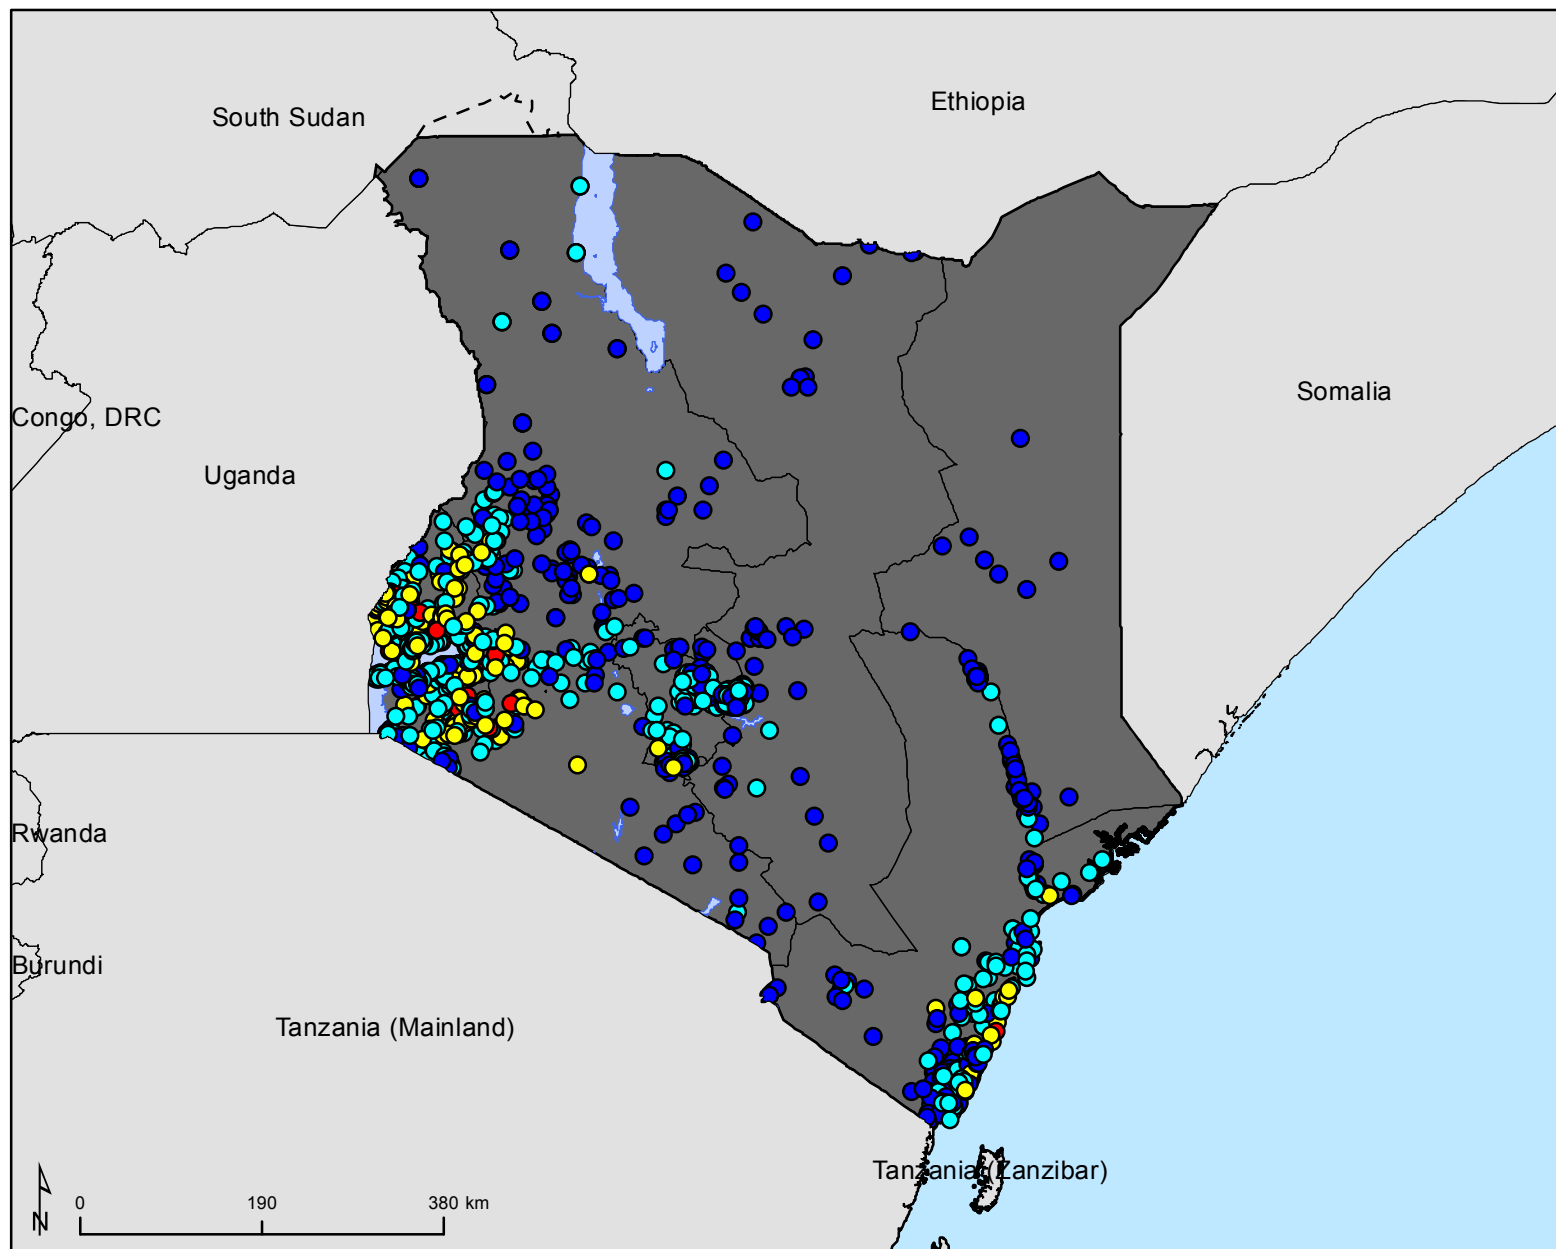 Ethiopia
South Sudan
Somalia
Congo, DRC
Uganda
Rwanda
Burundi
Tanzania (Mainland)
Tanzania (Zanzibar)
0 190 380 km
N